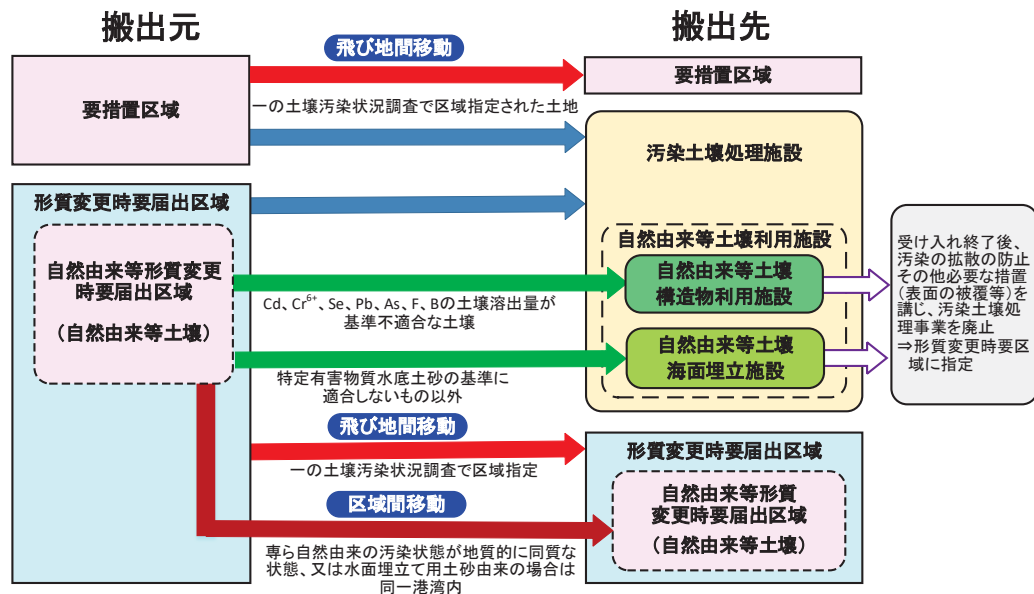 搬出元
搬出先
飛び地間移動
要措置区域
要措置区域
一の土壌汚染状況調査で区域指定された土地
汚染土壌処理施設
形質変更時要届出区域
自然由来等形質変更
時要届出区域
(自然由来等土壌)
自然由来等土壌利用施設
自然由来等土壌
構造物利用施設
Cd、Cr⁶⁺、Se、Pb、As、F、Bの土壌溶出量が
基準不適合な土壌
自然由来等土壌
海面埋立施設
特定有害物質水底土砂の基準に
適合しないもの以外
受け入れ終了後、
汚染の拡散の防止
その他必要な措置
(表面の被覆等)を
講じ、汚染土壌処
理事業を廃止
⇒形質変更時要区
域に指定
飛び地間移動
一の土壌汚染状況調査で区域指定
区域間移動
専ら自然由来の汚染状態が地質的に同質な
状態、又は水面埋立て用土砂由来の場合は
同一港湾内
形質変更時要届出区域
自然由来等形質
変更時要届出区域
(自然由来等土壌)